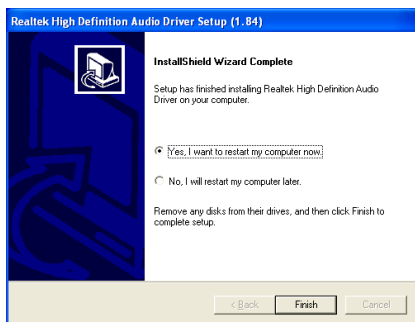 Realtek High Definition Audio Driver Setup (1.84)
InstallShield Wizard Complete
Setup has finished installing Realtek High Definition Audio
Driver on your computer.
Yes, I want to restart my computer now.
No, I will restart my computer later.
Remove any disks from their drives, and then click Finish to
complete setup.
< Back
Finish
Cancel